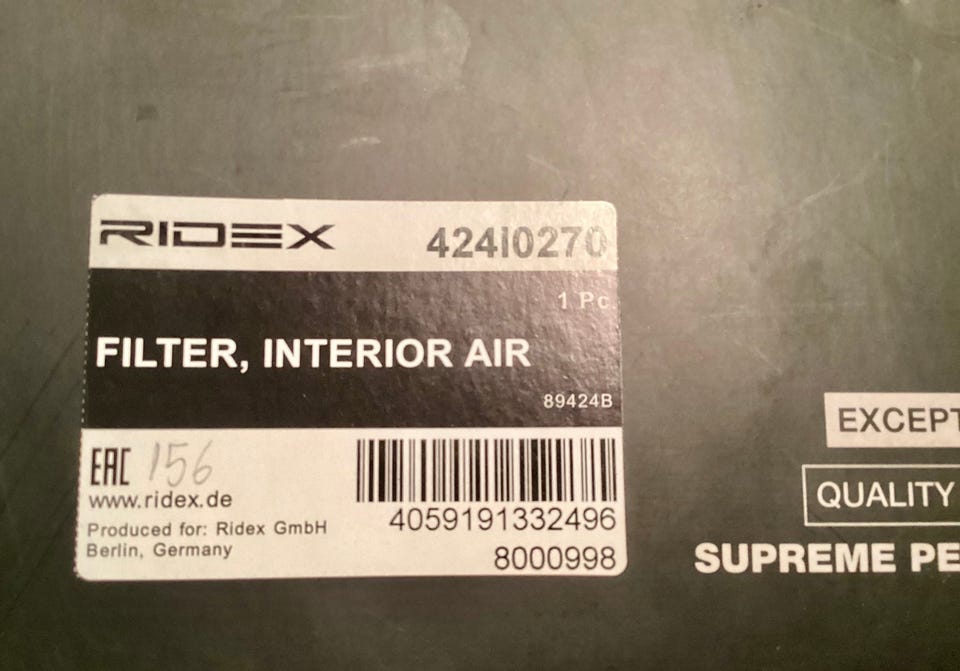 RIDEX 424I0270
1 Pc.
FILTER, INTERIOR AIR
89424B
EAC 156
www.ridex.de
Produced for: Ridex GmbH
Berlin, Germany
4059191332496
8000998
EXCEPT
QUALITY
SUPREME PE